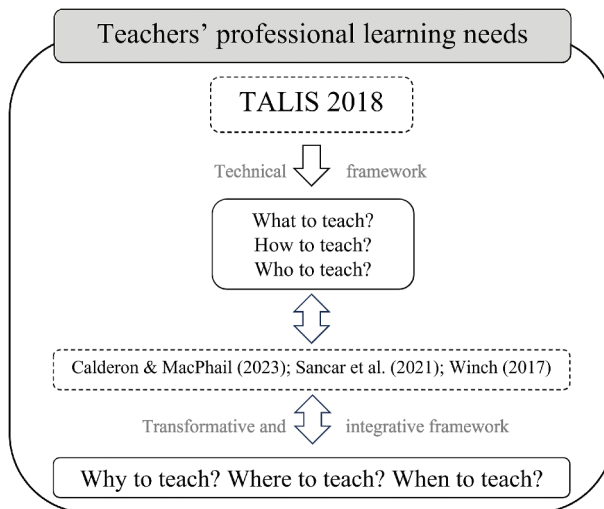 Teachers' professional learning needs
TALIS 2018
Technical framework
What to teach?
How to teach?
Who to teach?
Calderon & MacPhail (2023); Sancar et al. (2021); Winch (2017)
Transformative and integrative framework
Why to teach? Where to teach? When to teach?